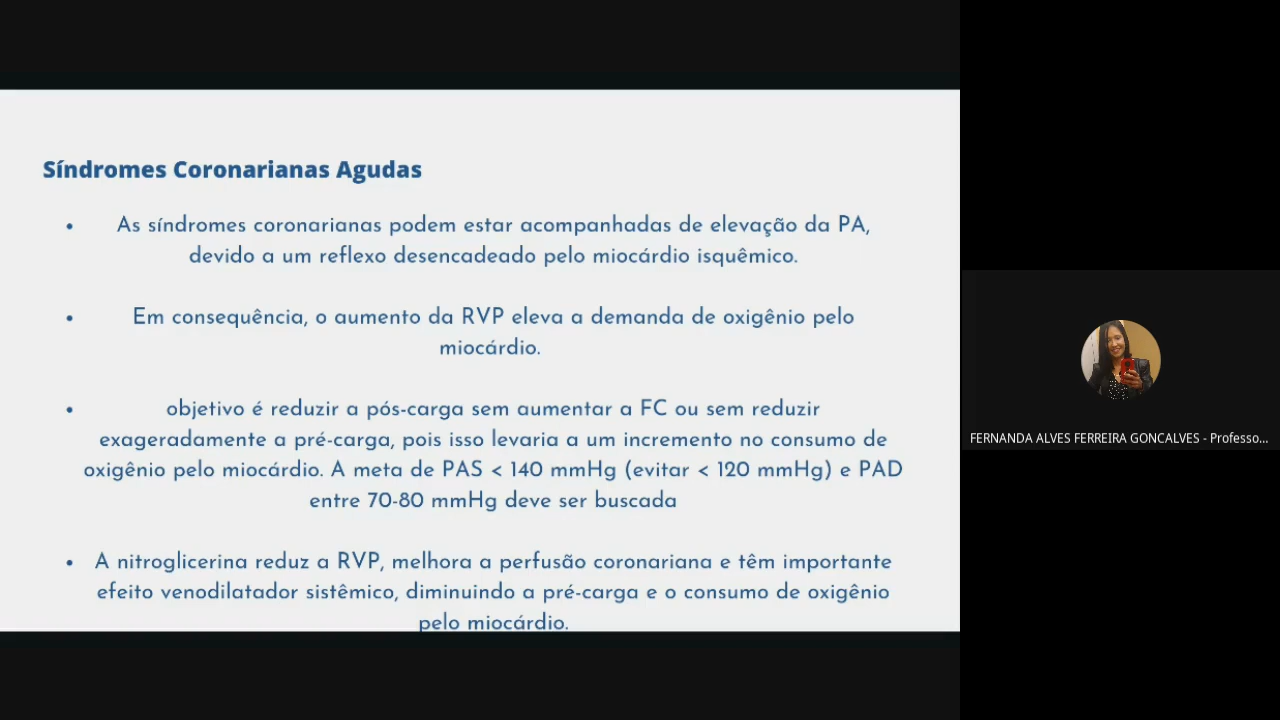 Síndromes Coronarianas Agudas
• As síndromes coronarianas podem estar acompanhadas de elevação da PA,
devido a um reflexo desencadeado pelo miocárdio isquêmico.
• Em consequência, o aumento da RVP eleva a demanda de oxigênio pelo
miocárdio.
• objetivo é reduzir a pós-carga sem aumentar a FC ou sem reduzir
exageradamente a pré-carga, pois isso levaria a um incremento no consumo de
oxigênio pelo miocárdio. A meta de PAS < 140 mmHg (evitar < 120 mmHg) e PAD
entre 70-80 mmHg deve ser buscada
• A nitroglicerina reduz a RVP, melhora a perfusão coronariana e têm importante
efeito venodilatador sistêmico, diminuindo a pré-carga e o consumo de oxigênio
pelo miocárdio.
FERNANDA ALVES FERREIRA GONCALVES - Professo...